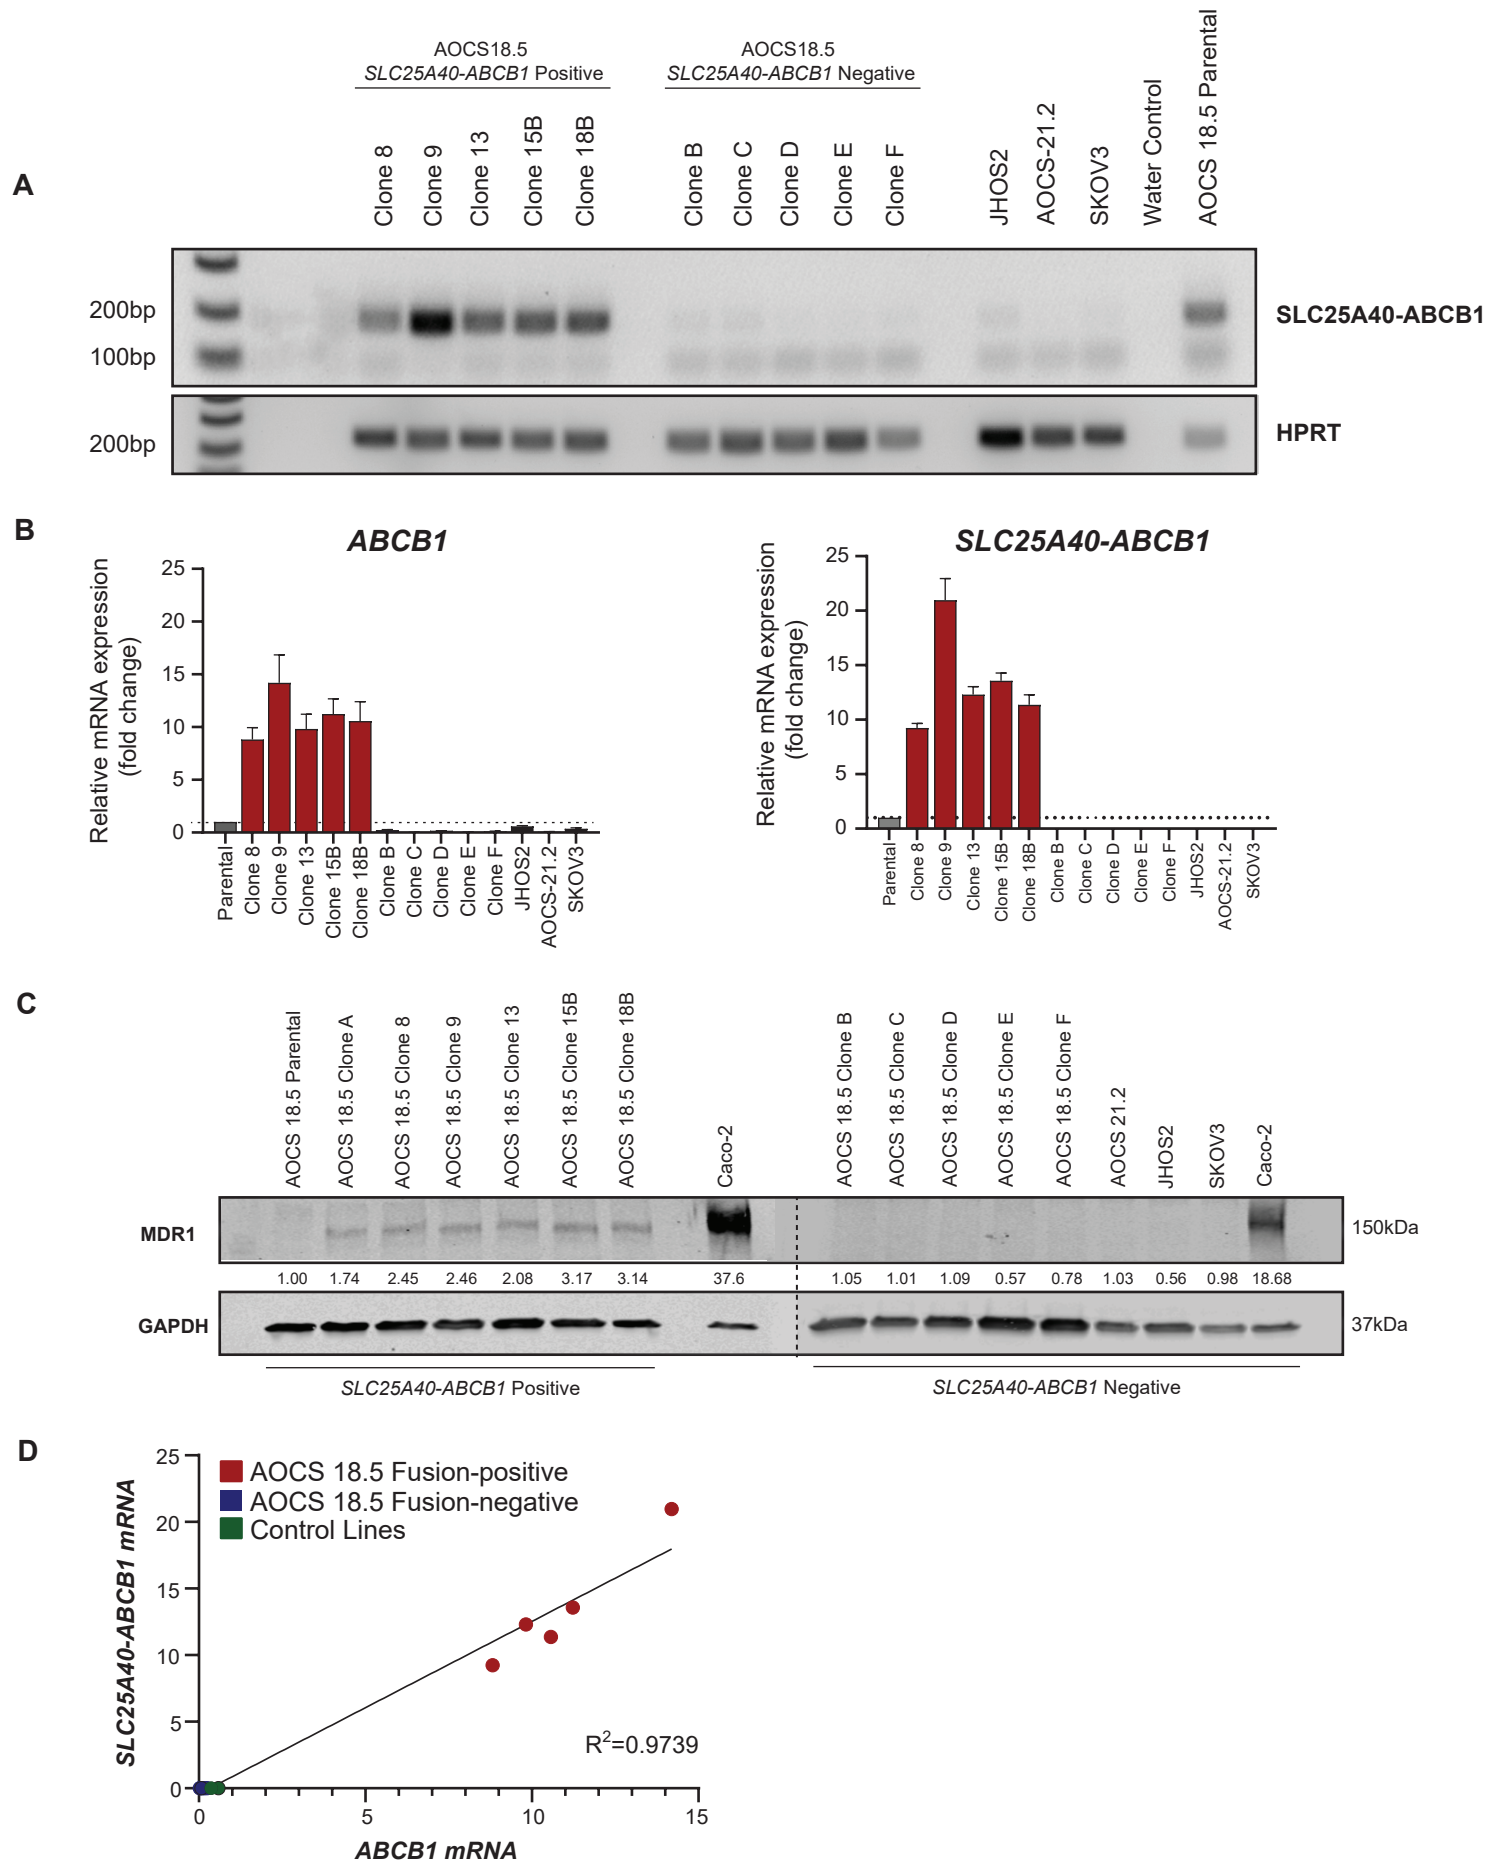 A
AOCS18.5
SLC25A40-ABCB1 Positive
AOCS18.5
SLC25A40-ABCB1 Negative
Clone 8
Clone 9
Clone 13
Clone 15B
Clone 18B
Clone B
Clone C
Clone D
Clone E
Clone F
JHOS2
AOCS-21.2
SKOV3
Water Control
AOCS 18.5 Parental
200bp
100bp
SLC25A40-ABCB1
200bp
HPRT
B
ABCB1
Relative mRNA expression
(fold change)
25
20
15
10
5
0
Parental
Clone 8
Clone 9
Clone 13
Clone 15B
Clone 18B
Clone B
Clone C
Clone D
Clone E
Clone F
JHOS2
AOCS-21.2
SKOV3
SLC25A40-ABCB1
Relative mRNA expression
(fold change)
25
20
15
10
5
0
Parental
Clone 8
Clone 9
Clone 13
Clone 15B
Clone 18B
Clone B
Clone C
Clone D
Clone E
Clone F
JHOS2
AOCS-21.2
SKOV3
C
AOCS 18.5 Parental
AOCS 18.5 Clone A
AOCS 18.5 Clone 8
AOCS 18.5 Clone 9
AOCS 18.5 Clone 13
AOCS 18.5 Clone 15B
AOCS 18.5 Clone 18B
Caco-2
AOCS 18.5 Clone B
AOCS 18.5 Clone C
AOCS 18.5 Clone D
AOCS 18.5 Clone E
AOCS 18.5 Clone F
AOCS 21.2
JHOS2
SKOV3
Caco-2
MDR1
150kDa
1.00 1.74 2.45 2.46 2.08 3.17 3.14 37.6 1.05 1.01 1.09 0.57 0.78 1.03 0.56 0.98 18.68
GAPDH
37kDa
SLC25A40-ABCB1 Positive
SLC25A40-ABCB1 Negative
D
SLC25A40-ABCB1 mRNA
25
20
15
10
5
0
AOCS 18.5 Fusion-positive
AOCS 18.5 Fusion-negative
Control Lines
R²=0.9739
0 5 10 15
ABCB1 mRNA